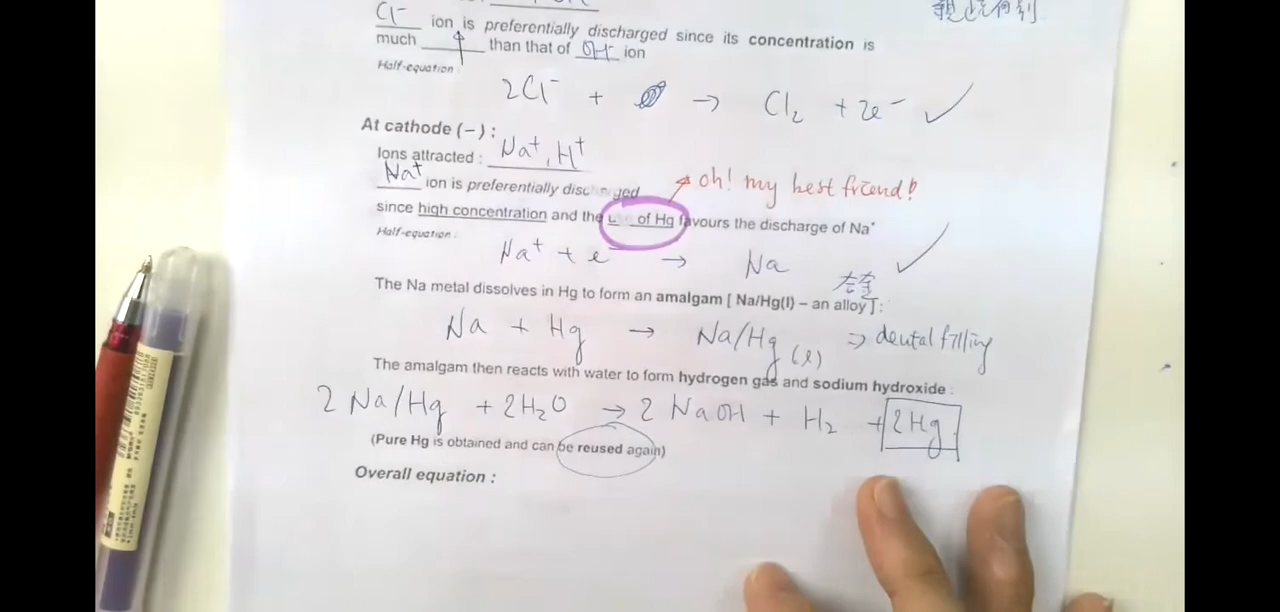 Cl⁻ ion is preferentially discharged since its concentration is
much ↑ than that of OH⁻ ion
Half-equation :
2Cl⁻ + → Cl₂ + 2e⁻ ✓
At cathode (−) :
Ions attracted : Na⁺, H⁺
Na⁺ ion is preferentially discharged
oh! my best friend!
since high concentration and the of Hg favours the discharge of Na⁺
Half-equation :
Na⁺ + e → Na ✓
The Na metal dissolves in Hg to form an amalgam [ Na/Hg(l) – an alloy ] :
Na + Hg → Na/Hg (l) ⇒ dental filling
The amalgam then reacts with water to form hydrogen gas and sodium hydroxide :
2 Na/Hg + 2H₂O → 2 NaOH + H₂ + 2Hg
(Pure Hg is obtained and can be reused again)
Overall equation :